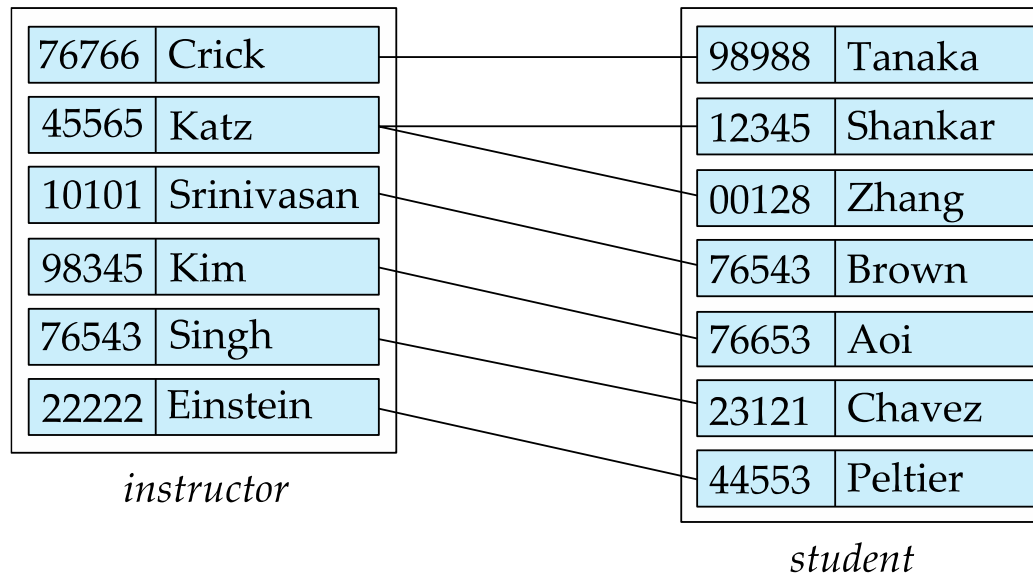 76766 Crick
45565 Katz
10101 Srinivasan
98345 Kim
76543 Singh
22222 Einstein
instructor
98988 Tanaka
12345 Shankar
00128 Zhang
76543 Brown
76653 Aoi
23121 Chavez
44553 Peltier
student